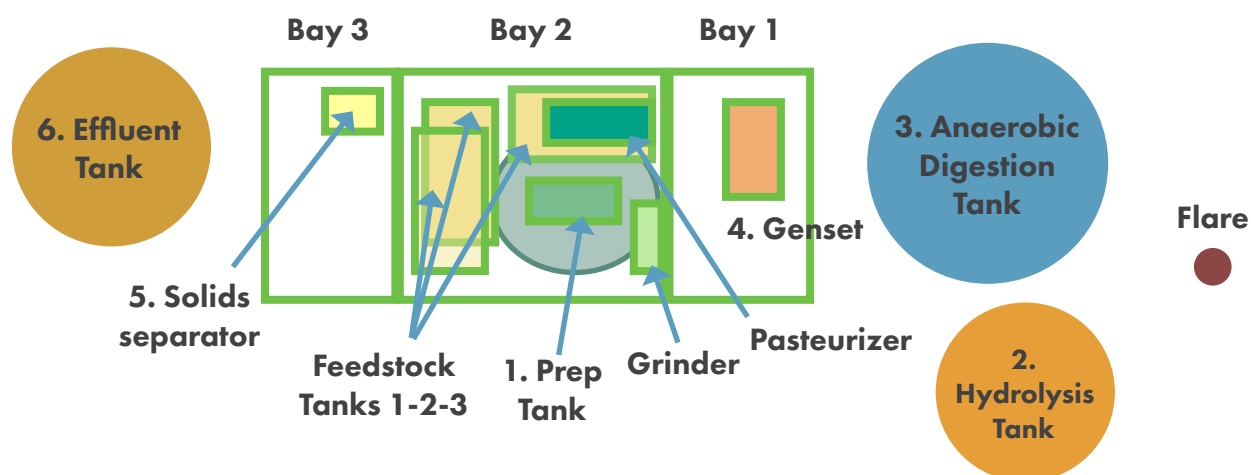 Bay 3
Bay 2
Bay 1
6. Effluent
Tank
3. Anaerobic
Digestion
Tank
4. Genset
Flare
5. Solids
separator
Feedstock
Tanks 1-2-3
1. Prep
Tank
Grinder
Pasteurizer
2.
Hydrolysis
Tank